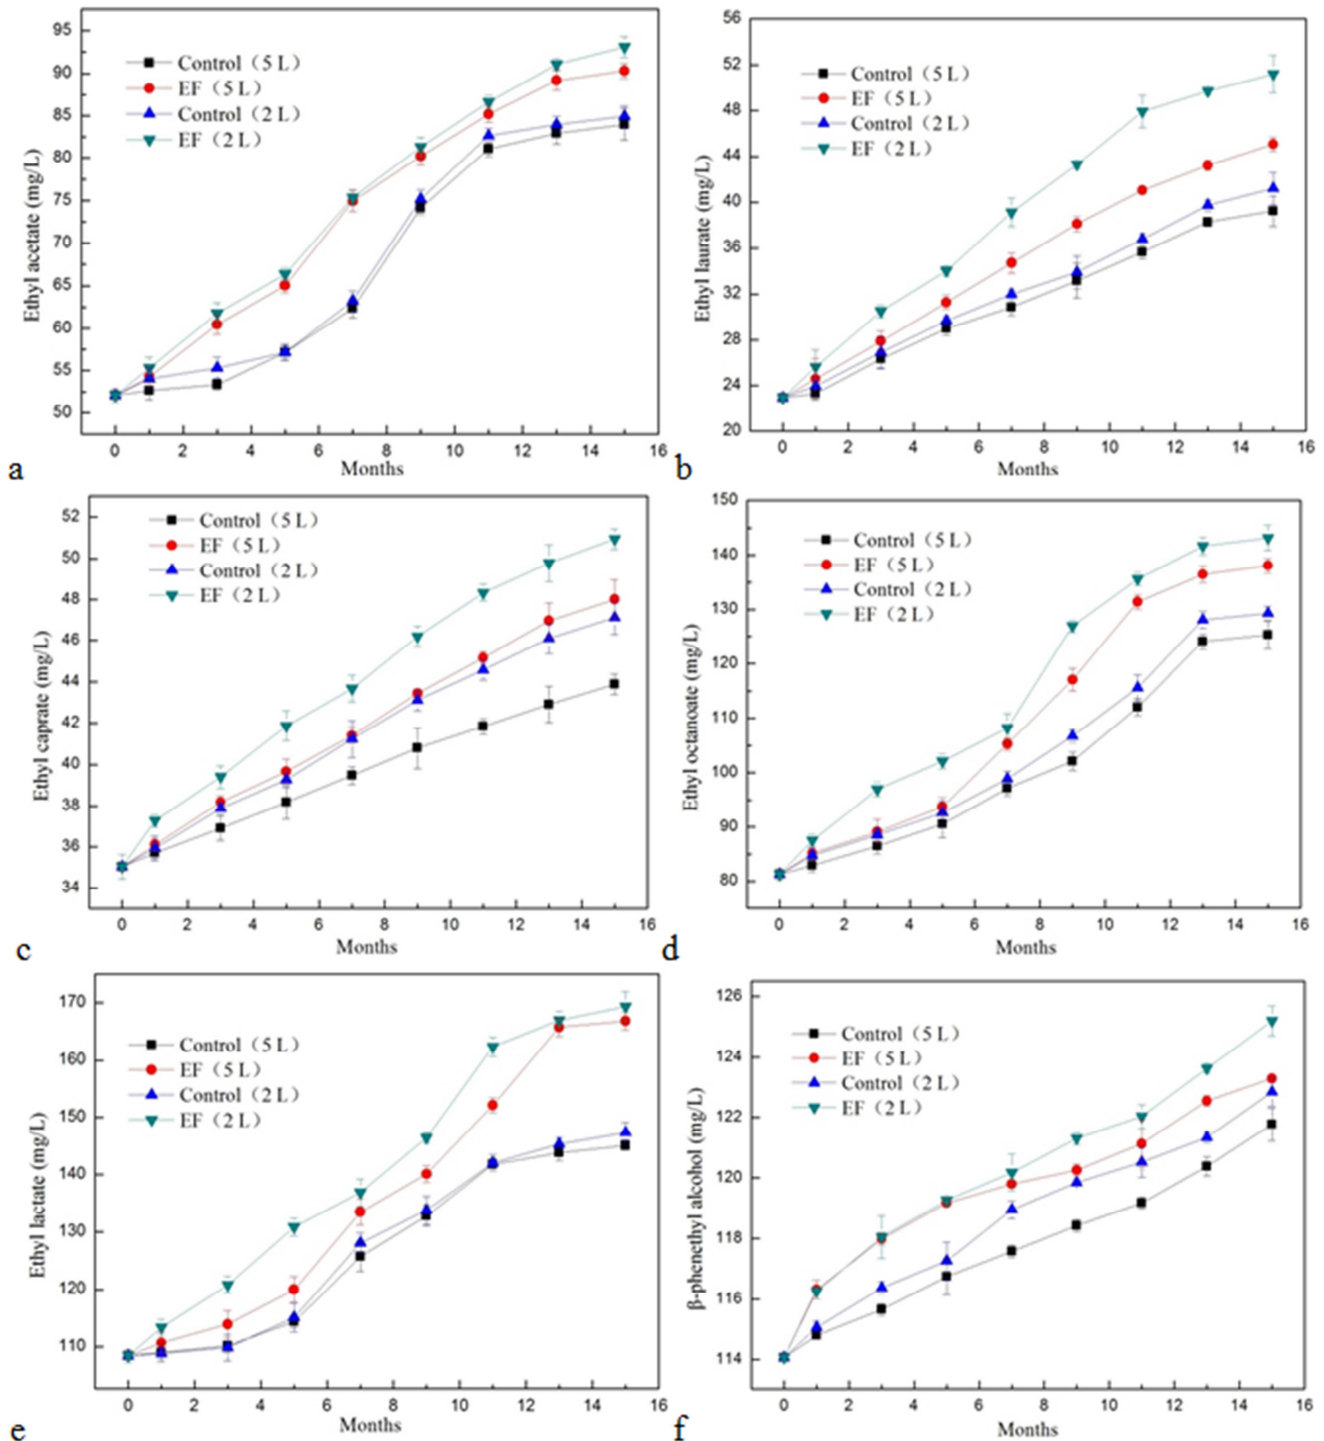 95
90
85
80
75
70
65
60
55
50
Ethyl acetate (mg/L)
Control（5 L）
EF（5 L）
Control（2 L）
EF（2 L）
0 2 4 6 8 10 12 14 16
Months
a
56
52
48
44
40
36
32
28
24
20
Ethyl laurate (mg/L)
Control（5 L）
EF（5 L）
Control（2 L）
EF（2 L）
0 2 4 6 8 10 12 14 16
Months
b
52
50
48
46
44
42
40
38
36
34
Ethyl caprate (mg/L)
Control（5 L）
EF（5 L）
Control（2 L）
EF（2 L）
0 2 4 6 8 10 12 14 16
Months
c
150
140
130
120
110
100
90
80
Ethyl octanoate (mg/L)
Control（5 L）
EF（5 L）
Control（2 L）
EF（2 L）
0 2 4 6 8 10 12 14 16
Months
d
170
160
150
140
130
120
110
Ethyl lactate (mg/L)
Control（5 L）
EF（5 L）
Control（2 L）
EF（2 L）
0 2 4 6 8 10 12 14 16
Months
e
126
124
122
120
118
116
114
β-phenethyl alcohol (mg/L)
Control（5 L）
EF（5 L）
Control（2 L）
EF（2 L）
0 2 4 6 8 10 12 14 16
Months
f